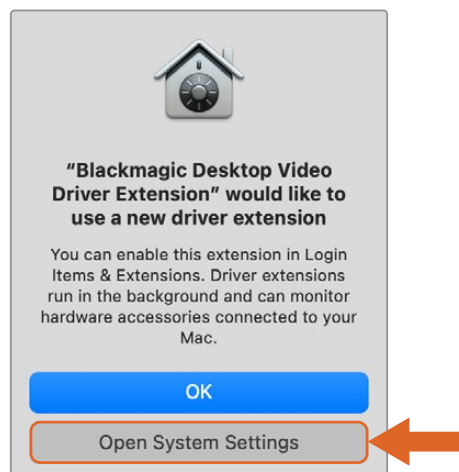 “Blackmagic Desktop Video
Driver Extension” would like to
use a new driver extension
You can enable this extension in Login
Items & Extensions. Driver extensions
run in the background and can monitor
hardware accessories connected to your
Mac.
OK
Open System Settings